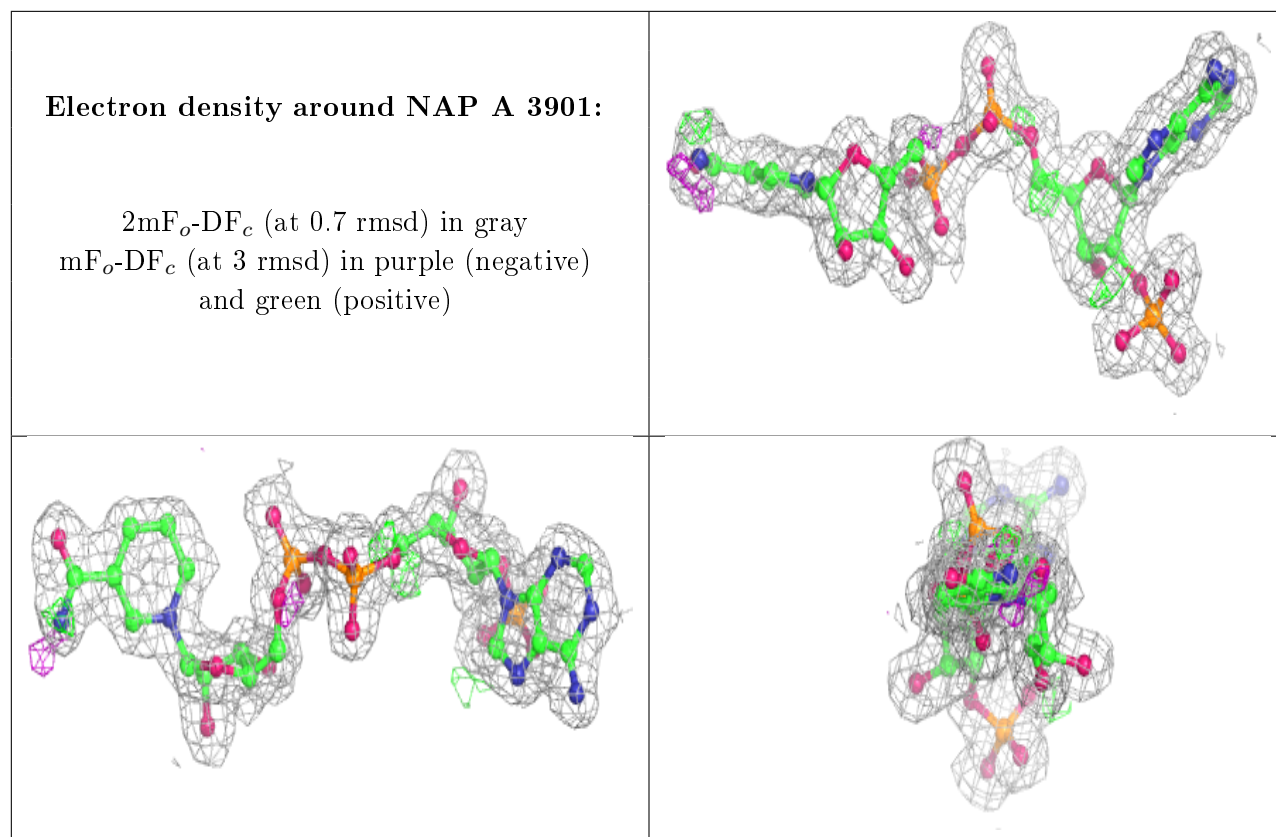 Electron density around NAP A 3901:
2mFo-DFc (at 0.7 rmsd) in gray
mFo-DFc (at 3 rmsd) in purple (negative)
and green (positive)